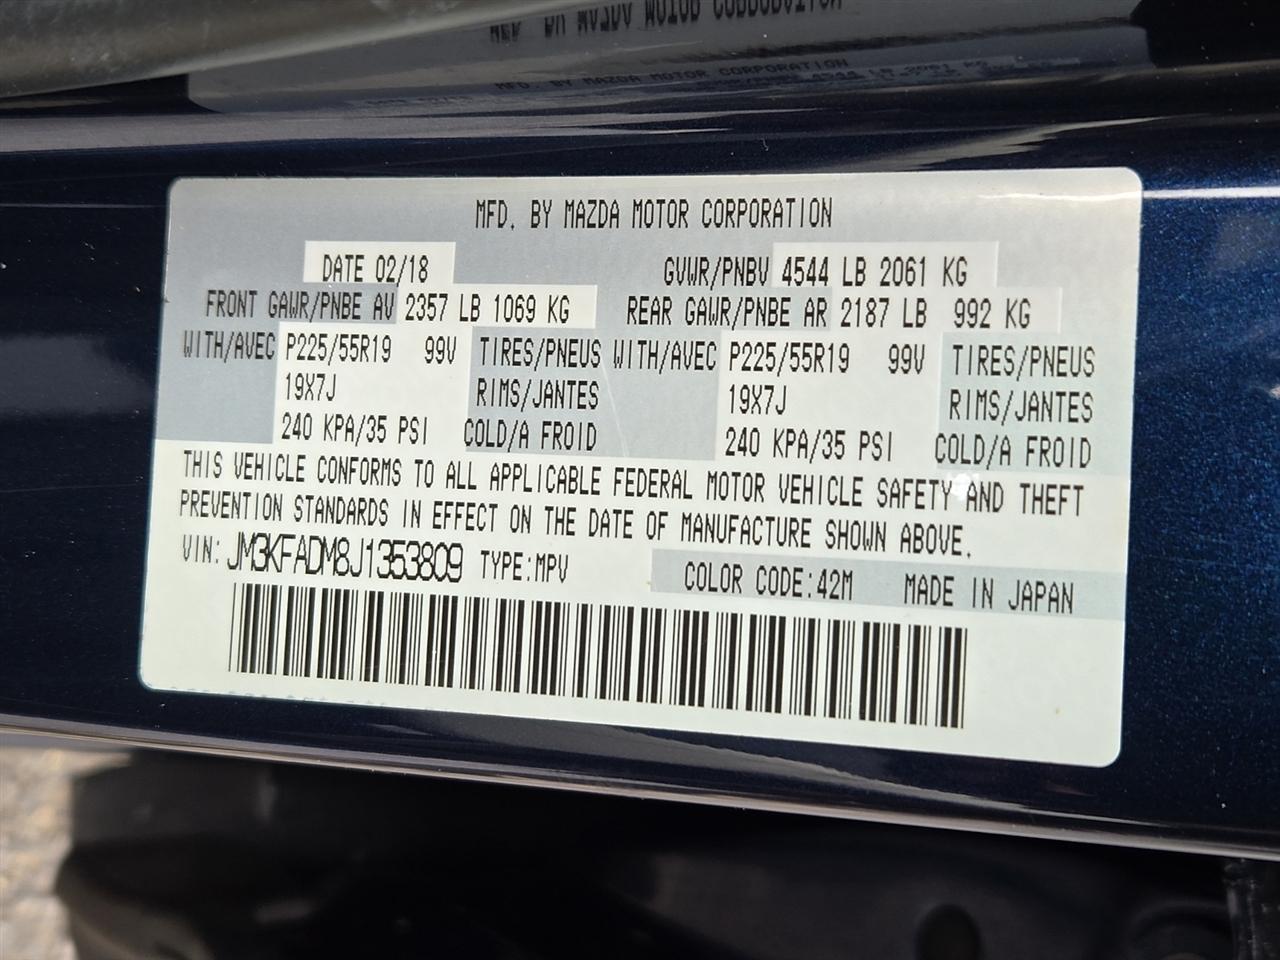 MFD. BY MAZDA MOTOR CORPORATION
MFD. BY MAZDA MOTOR CORPORATION
DATE 02/18 GVWR/PNBV 4544 LB 2061 KG
FRONT GAWR/PNBE AV 2357 LB 1069 KG REAR GAWR/PNBE AR 2187 LB 992 KG
WITH/AVEC P225/55R19 99V TIRES/PNEUS WITH/AVEC P225/55R19 99V TIRES/PNEUS
19X7J RIMS/JANTES 19X7J RIMS/JANTES
240 KPA/35 PSI COLD/A FROID 240 KPA/35 PSI COLD/A FROID
THIS VEHICLE CONFORMS TO ALL APPLICABLE FEDERAL MOTOR VEHICLE SAFETY AND THEFT
PREVENTION STANDARDS IN EFFECT ON THE DATE OF MANUFACTURE SHOWN ABOVE.
VIN: JM3KFADM8J1353809 TYPE:MPV COLOR CODE:42M MADE IN JAPAN